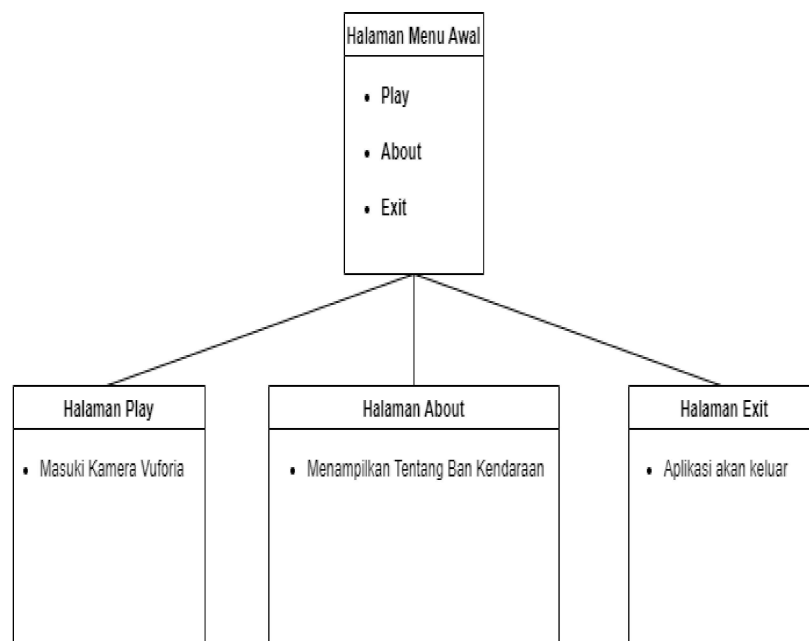 Halaman Menu Awal
• Play
• About
• Exit
Halaman Play
• Masuki Kamera Vuforia
Halaman About
• Menampilkan Tentang Ban Kendaraan
Halaman Exit
• Aplikasi akan keluar